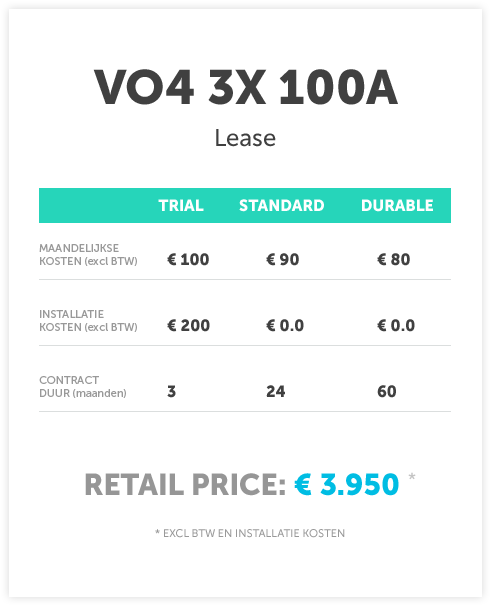 VO4 3X 100A
Lease
TRIAL STANDARD DURABLE
MAANDELIJKSE
KOSTEN (excl BTW) € 100 € 90 € 80
INSTALLATIE
KOSTEN (excl BTW) € 200 € 0.0 € 0.0
CONTRACT
DUUR (maanden) 3 24 60
RETAIL PRICE: € 3.950 *
* EXCL BTW EN INSTALLATIE KOSTEN